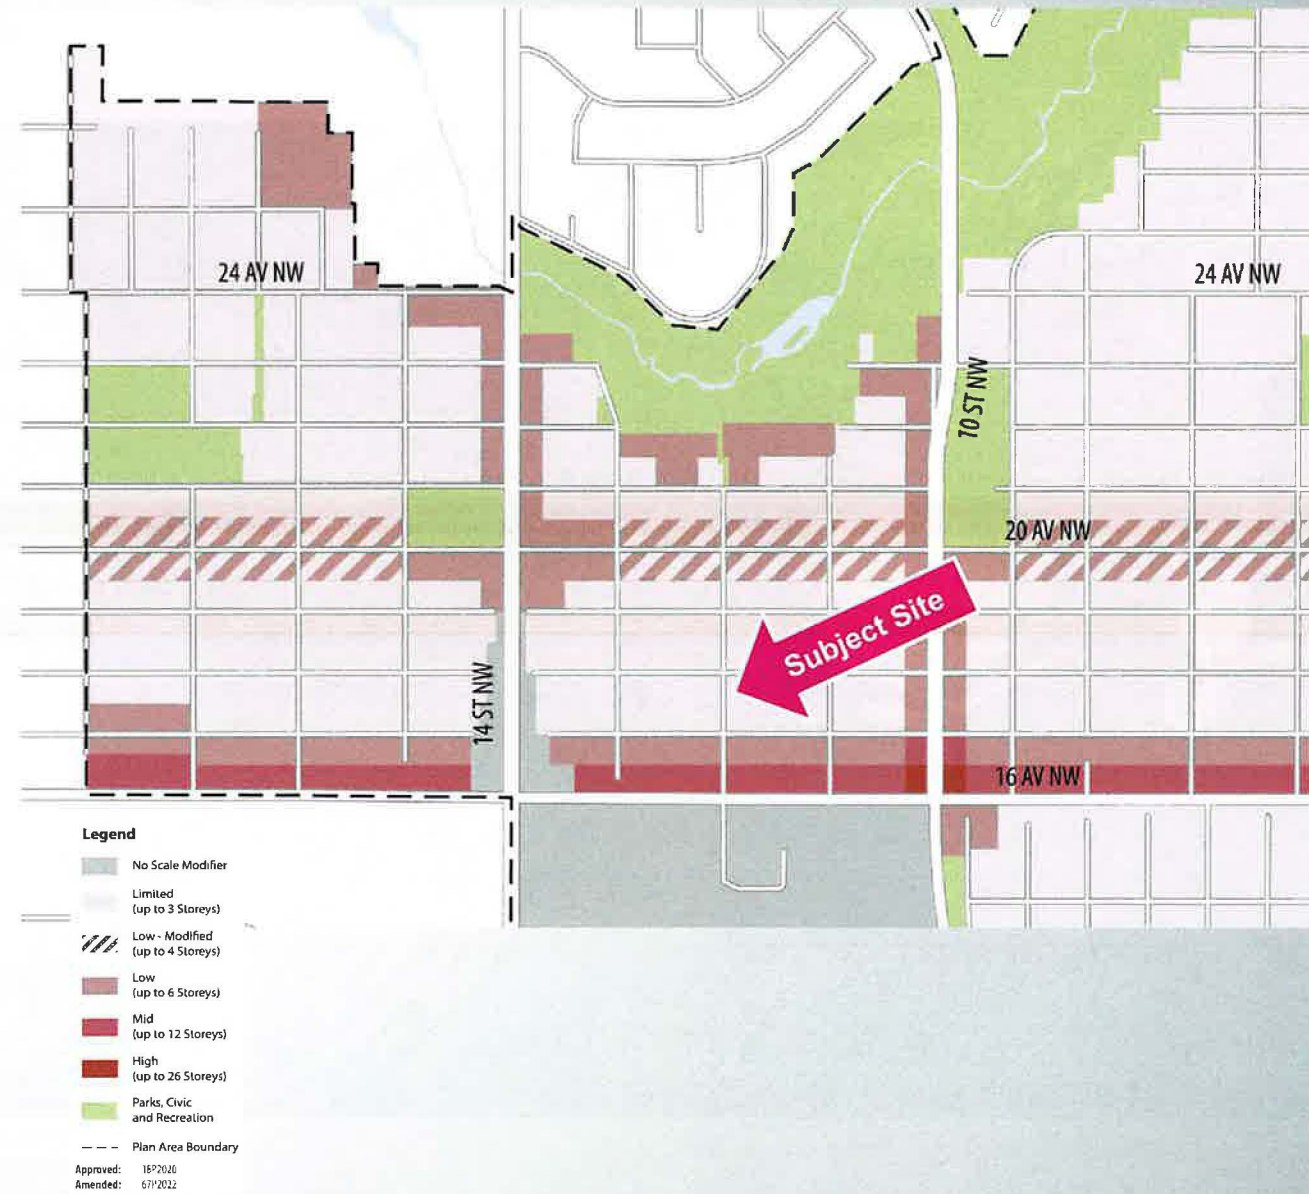 24 AV NW
24 AV NW
10 ST NW
20 AV NW
Subject Site
14 ST NW
16 AV NW
Legend
No Scale Modifier
Limited
(up to 3 Storeys)
Low - Modified
(up to 4 Storeys)
Low
(up to 6 Storeys)
Mid
(up to 12 Storeys)
High
(up to 26 Storeys)
Parks, Civic
and Recreation
Plan Area Boundary
Approved:
Amended: 67P2022